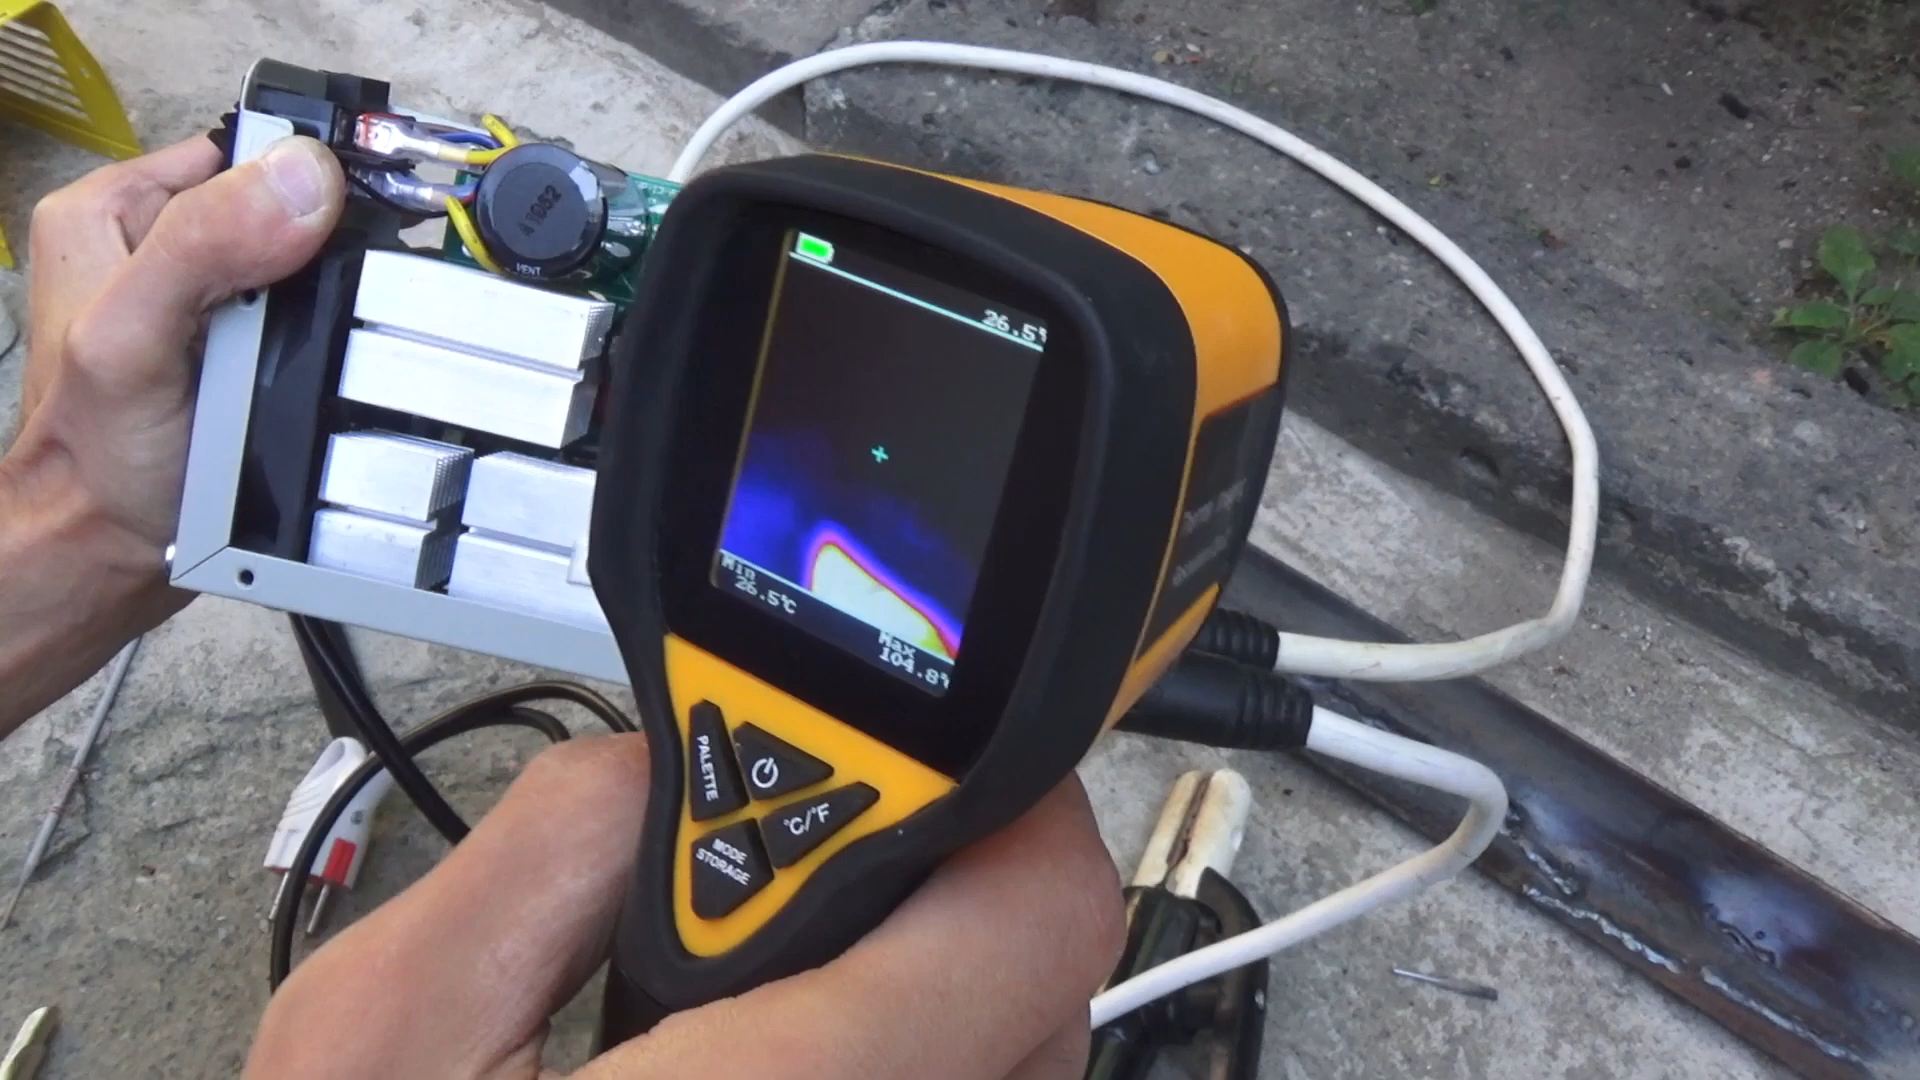 26.5℃
Min
26.5℃
Max
104.8℃
PALETTE
℃/°F
MODE
STORAGE
VENT